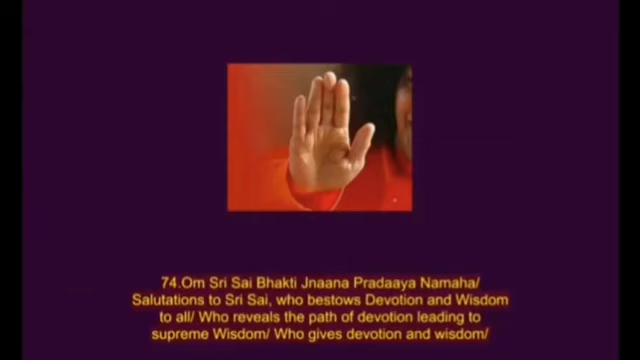 74.Om Sri Sai Bhakti Jnaana Pradaaya Namaha/
Salutations to Sri Sai, who bestows Devotion and Wisdom
to all/ Who reveals the path of devotion leading to
supreme Wisdom/ Who gives devotion and wisdom/